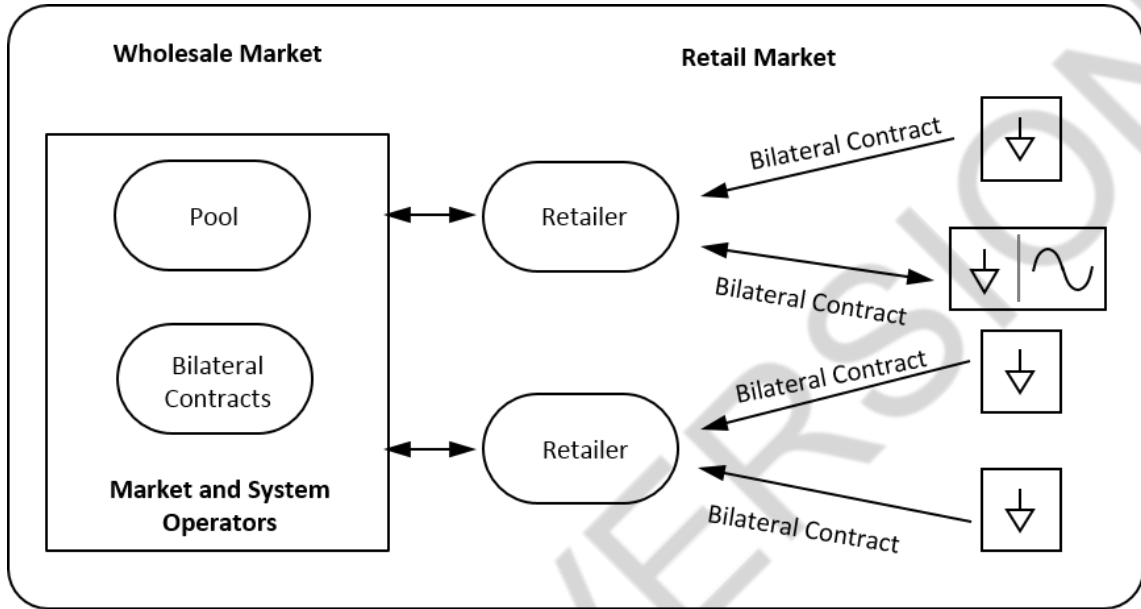 Wholesale Market
Retail Market
Pool
Bilateral
Contracts
Market and System
Operators
Retailer
Retailer
Bilateral Contract
Bilateral Contract
Bilateral Contract
Bilateral Contract
VERSION